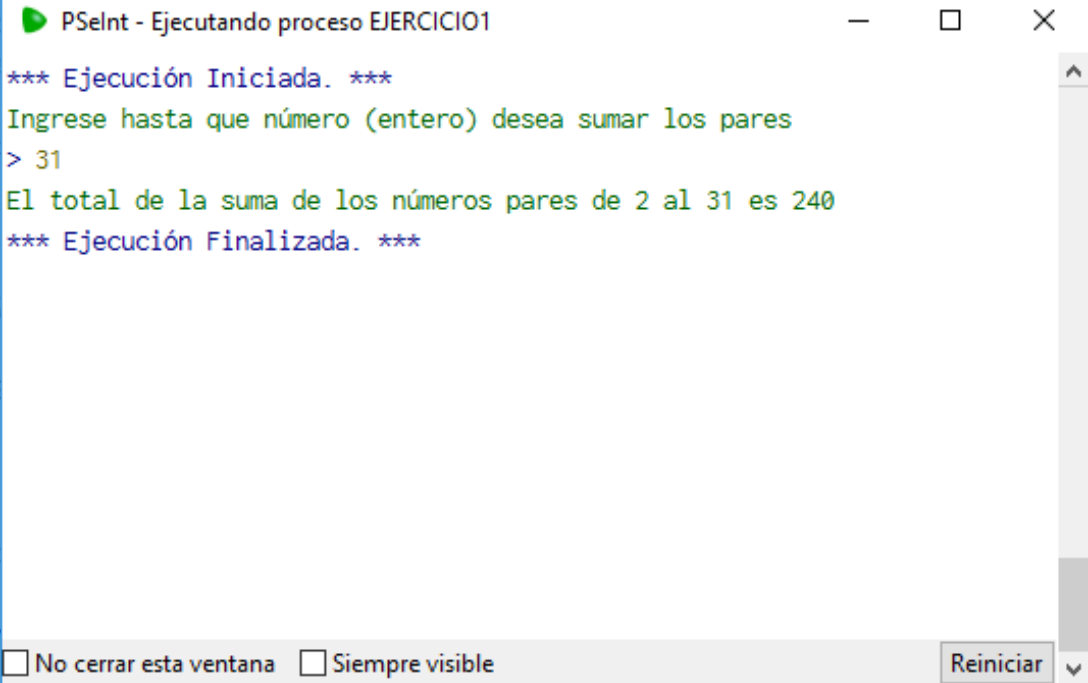 PSeInt - Ejecutando proceso EJERCICIO1
*** Ejecución Iniciada. ***
Ingrese hasta que número (entero) desea sumar los pares
> 31
El total de la suma de los números pares de 2 al 31 es 240
*** Ejecución Finalizada. ***
No cerrar esta ventana Siempre visible Reiniciar